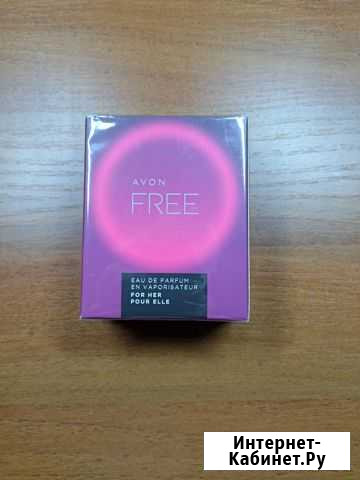 AVON
FREE
EAU DE PARFUM
EN VAPORISATEUR
FOR HER
POUR ELLE
Интернет-
Кабинет.Ру